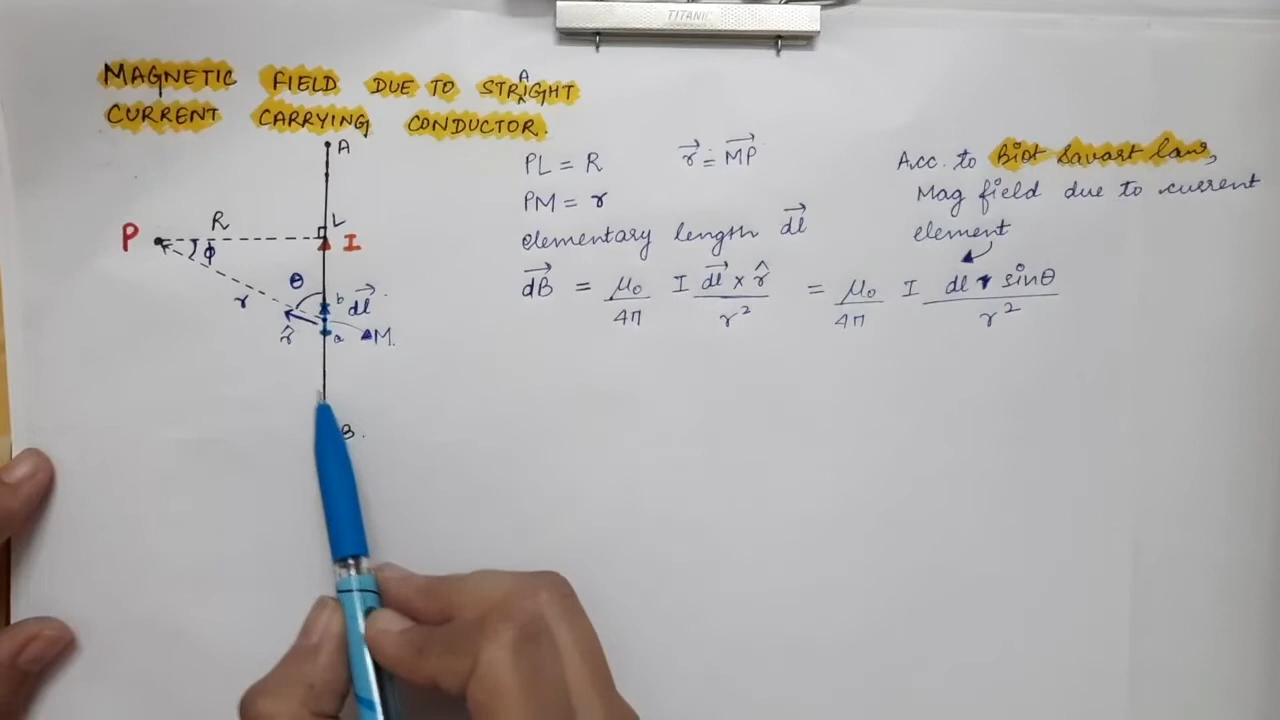 TITANIC
MAGNETIC FIELD DUE TO STRAIGHT
CURRENT CARRYING CONDUCTOR.
A
P
R
L
I
ϕ
θ
r
b
dl⃗
r̂
a
M.
B.
PL = R
r⃗ = MP⃗
PM = r
elementary length dl⃗
dB⃗ = μ₀/4π I dl⃗ × r̂/r² = μ₀/4π I dl sinθ/r²
Acc. to Biot Savart law,
Mag field due to current
element